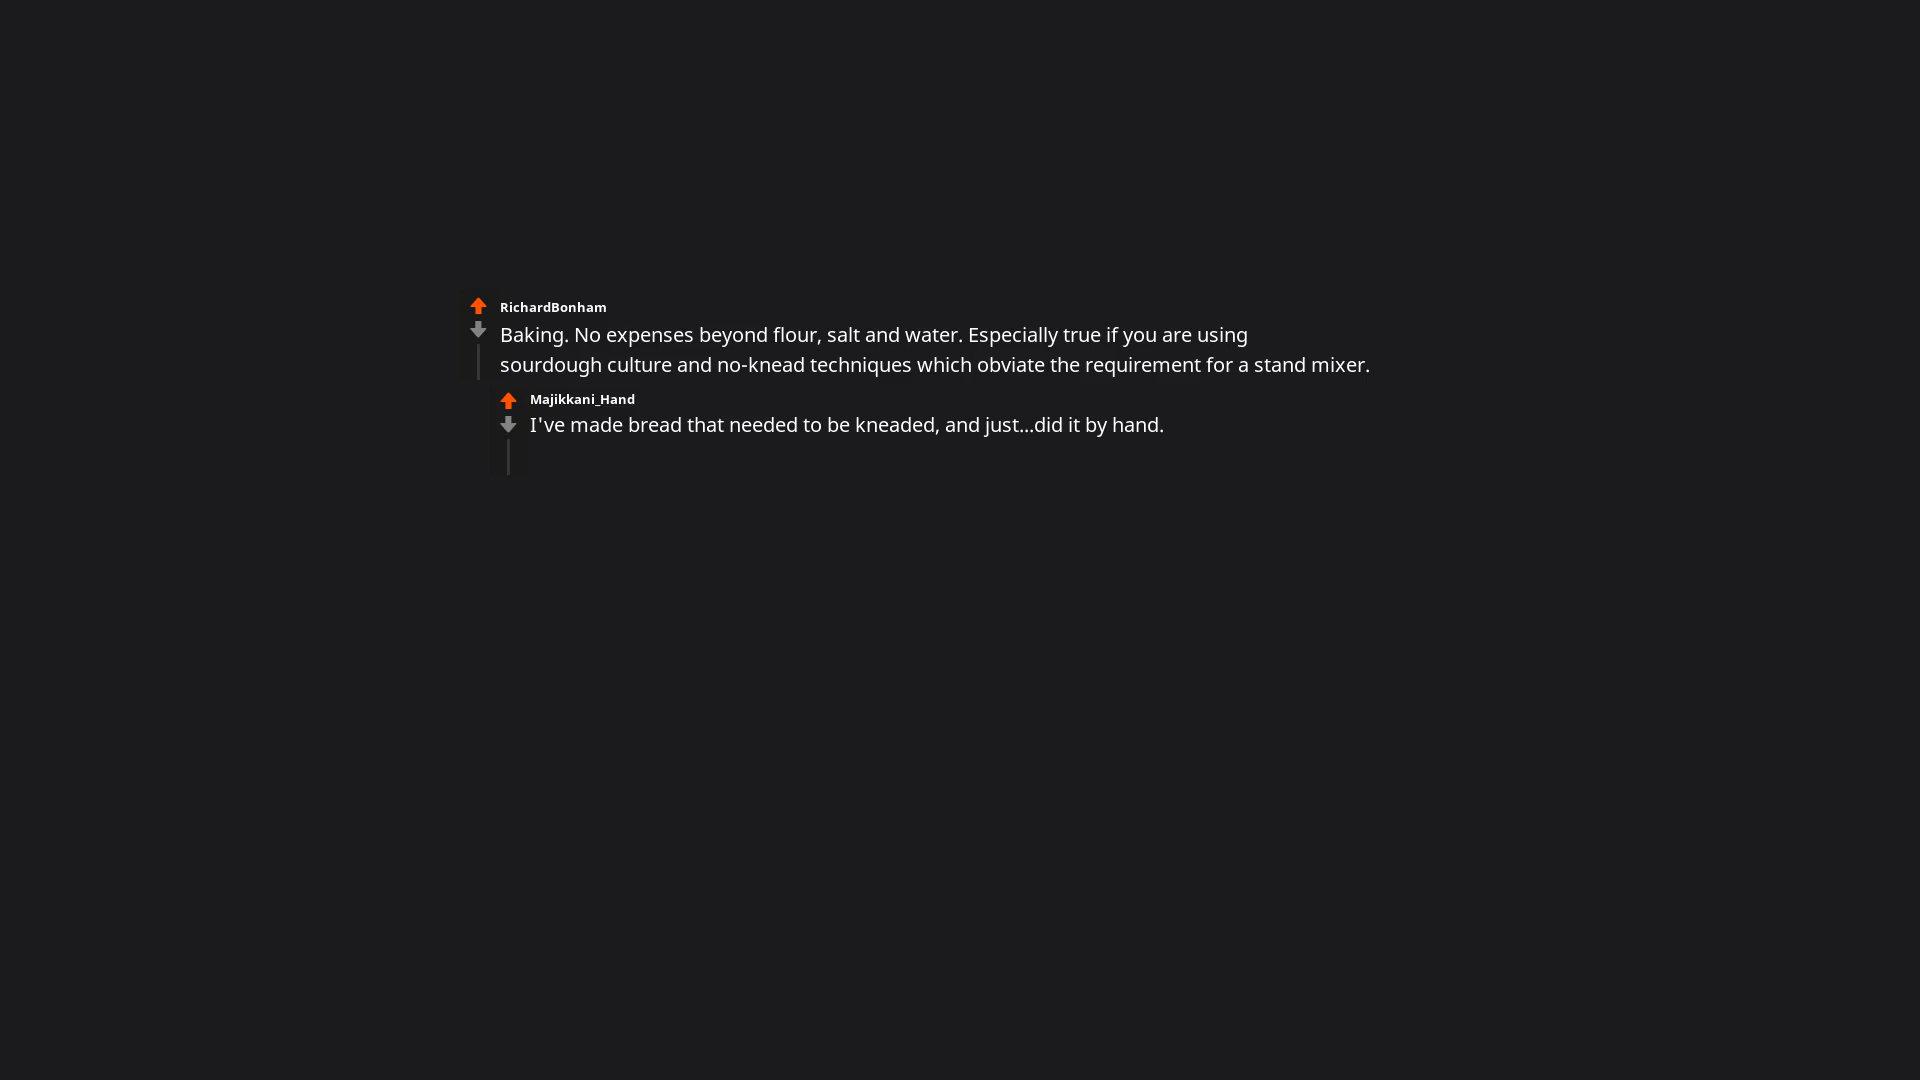 RichardBonham
Baking. No expenses beyond flour, salt and water. Especially true if you are using
sourdough culture and no-knead techniques which obviate the requirement for a stand mixer.
Majikkani_Hand
I've made bread that needed to be kneaded, and just...did it by hand.